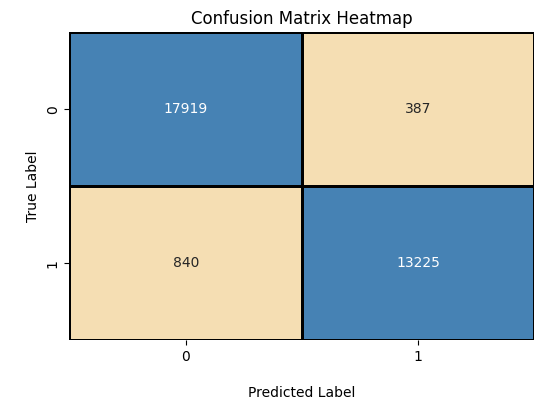 Confusion Matrix Heatmap
True Label
0
17919
387
1
840
13225
0
1
Predicted Label